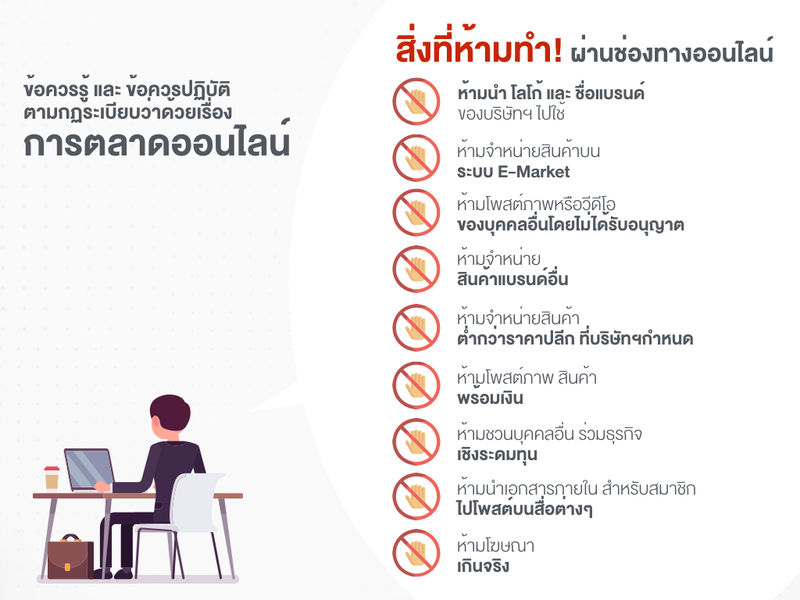 ข้อควรรู้ และ ข้อควรปฏิบัติ
ตามกฎระเบียบว่าด้วยเรื่อง
การตลาดออนไลน์
สิ่งที่ห้ามทำ! ผ่านช่องทางออนไลน์
ห้ามนำ โลโก้ และ ชื่อแบรนด์
ของบริษัทฯ ไปใช้
ห้ามจำหน่ายสินค้าบน
ระบบ E-Market
ห้ามโพสต์ภาพหรือวีดีโอ
ของบุคคลอื่นโดยไม่ได้รับอนุญาต
ห้ามจำหน่าย
สินค้าแบรนด์อื่น
ห้ามจำหน่ายสินค้า
ต่ำกว่าราคาปลีก ที่บริษัทฯกำหนด
ห้ามโพสต์ภาพ สินค้า
พร้อมเงิน
ห้ามชวนบุคคลอื่น ร่วมธุรกิจ
เชิงระดมทุน
ห้ามนำเอกสารภายใน สำหรับสมาชิก
ไปโพสต์บนสื่อต่างๆ
ห้ามโฆษณา
เกินจริง